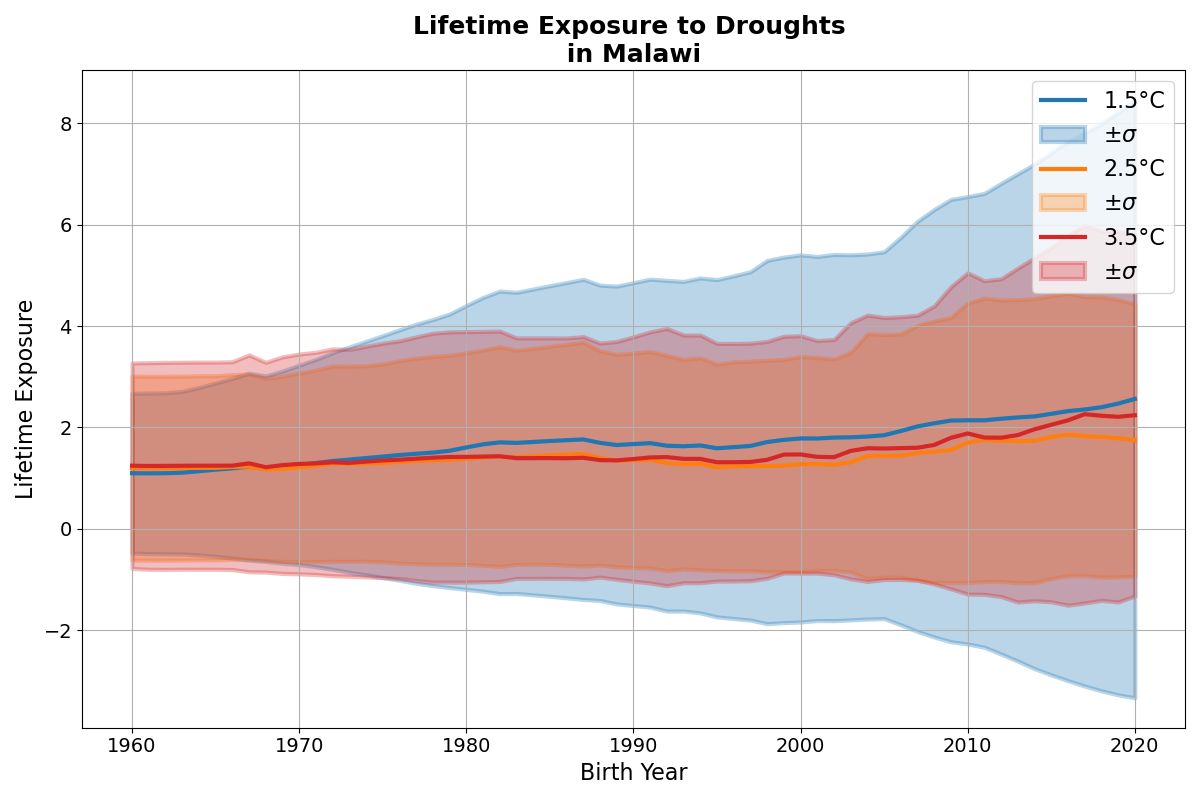 Lifetime Exposure to Droughts
in Malawi
8
6
4
2
0
−2
Lifetime Exposure
1960
1970
1980
1990
2000
2010
2020
Birth Year
1.5°C
±σ
2.5°C
±σ
3.5°C
±σ